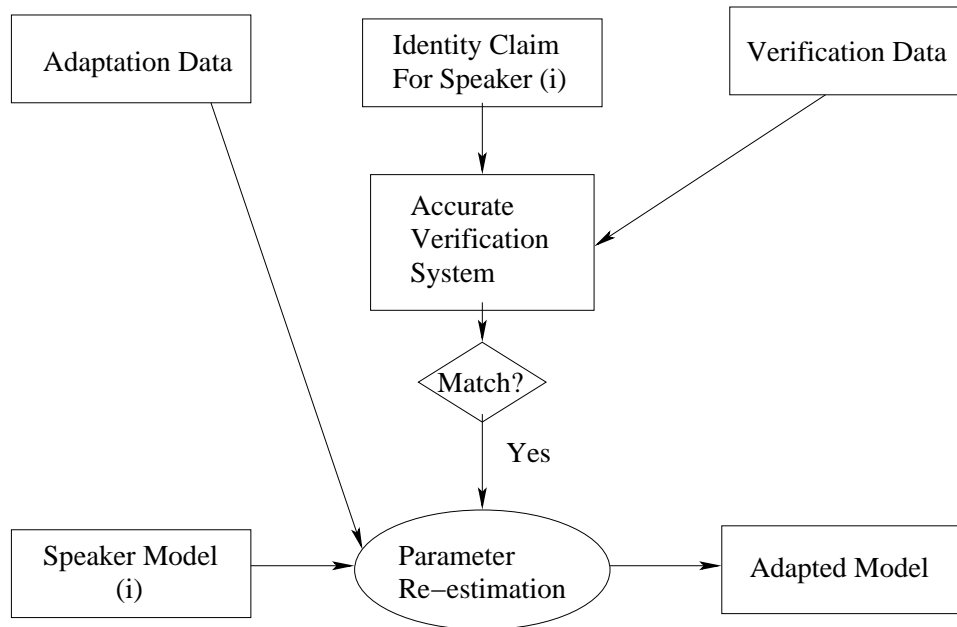 Adaptation Data
Identity Claim
For Speaker (i)
Verification Data
Accurate
Verification
System
Match?
Yes
Speaker Model
(i)
Parameter
Re−estimation
Adapted Model